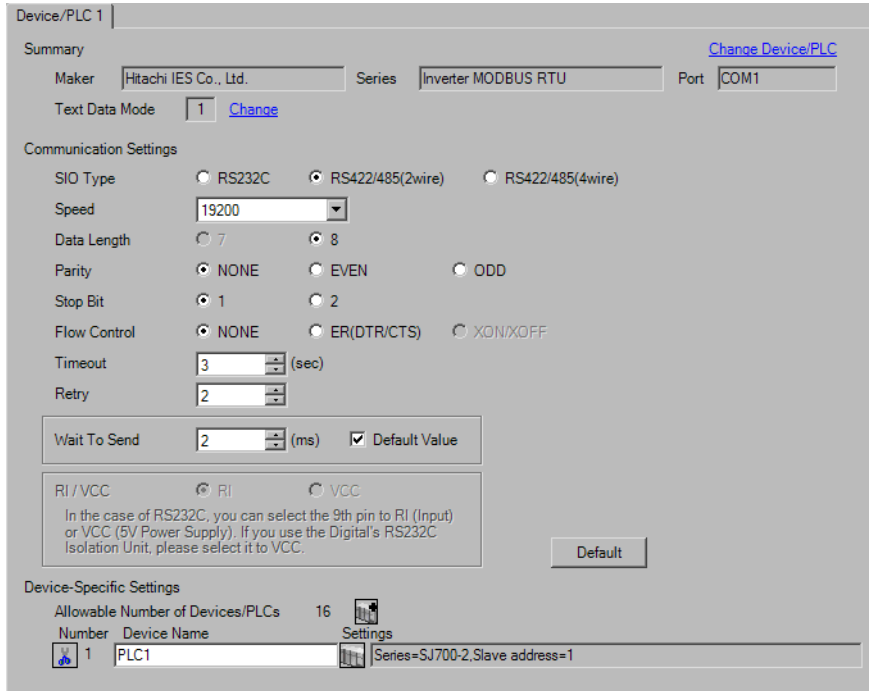 Device/PLC 1
Summary
Change Device/PLC
Maker Hitachi IES Co., Ltd. Series Inverter MODBUS RTU Port COM1
Text Data Mode 1 Change
Communication Settings
SIO Type RS232C RS422/485(2wire) RS422/485(4wire)
Speed 19200
Data Length 7 8
Parity NONE EVEN ODD
Stop Bit 1 2
Flow Control NONE ER(DTR/CTS) XON/XOFF
Timeout 3 (sec)
Retry 2
Wait To Send 2 (ms) Default Value
RI / VCC RI VCC
In the case of RS232C, you can select the 9th pin to RI (Input)
or VCC (5V Power Supply). If you use the Digital's RS232C
Isolation Unit, please select it to VCC.
Default
Device-Specific Settings
Allowable Number of Devices/PLCs 16
Number Device Name Settings
1 PLC1 Series=SJ700-2,Slave address=1